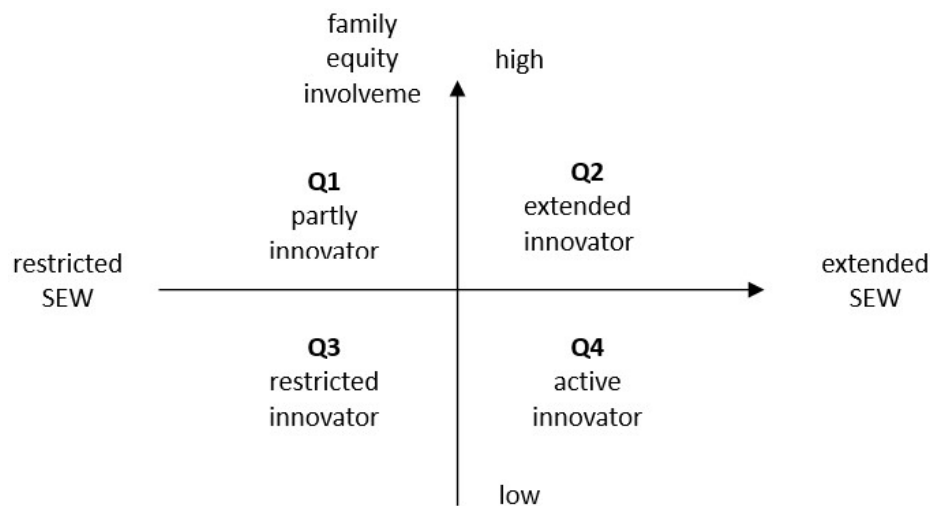 family
equity
involveme
high
Q1
partly
innovator
Q2
extended
innovator
restricted
SEW
extended
SEW
Q3
restricted
innovator
Q4
active
innovator
low